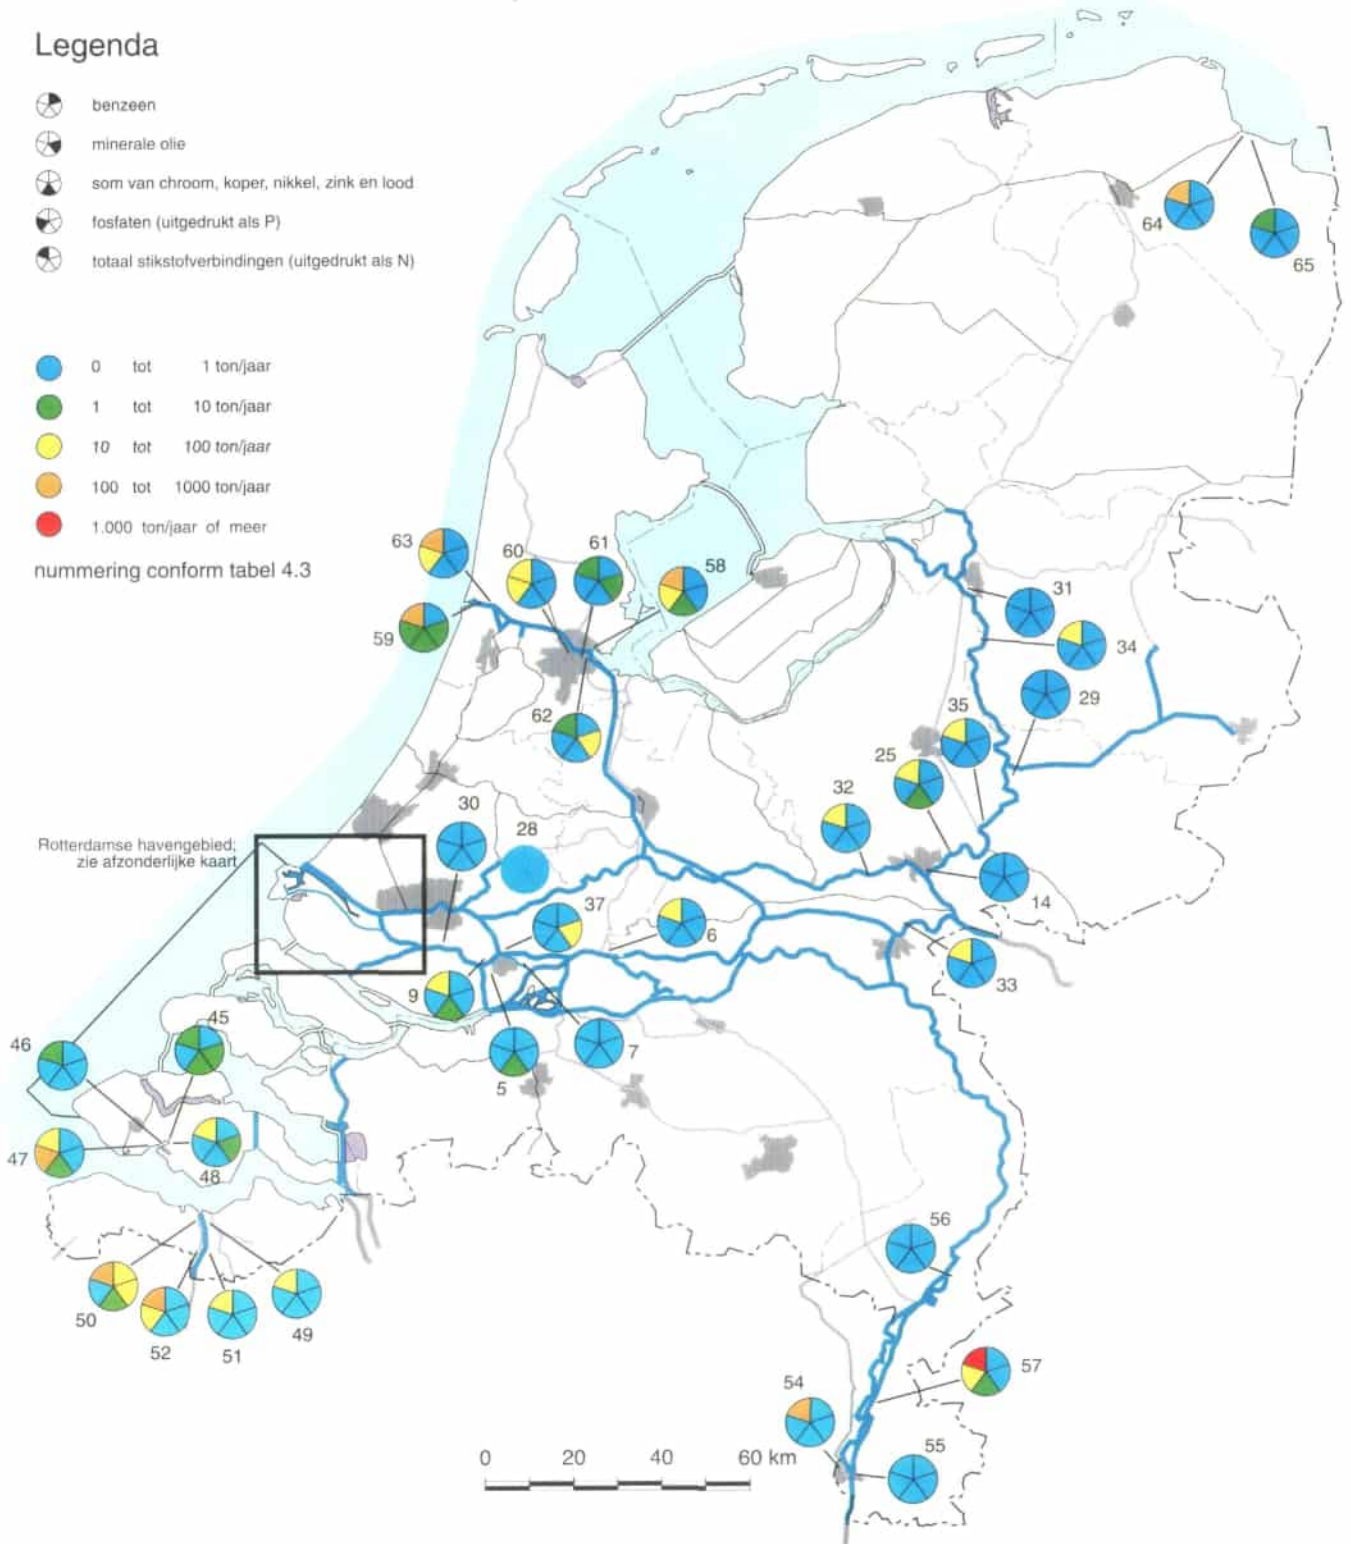 Legenda
benzeen
minerale olie
som van chroom, koper, nikkel, zink en lood
fosfaten (uitgedrukt als P)
totaal stikstofverbindingen (uitgedrukt als N)
0 tot 1 ton/jaar
1 tot 10 ton/jaar
10 tot 100 ton/jaar
100 tot 1000 ton/jaar
1.000 ton/jaar of meer
nummering conform tabel 4.3
64
65
63
60
61
58
59
31
34
29
62
35
25
32
30
28
Rotterdamse havengebied;
zie afzonderlijke kaart
14
37
6
33
9
46
45
5
7
47
48
56
50
52
51
49
57
54
55
0 20 40 60 km